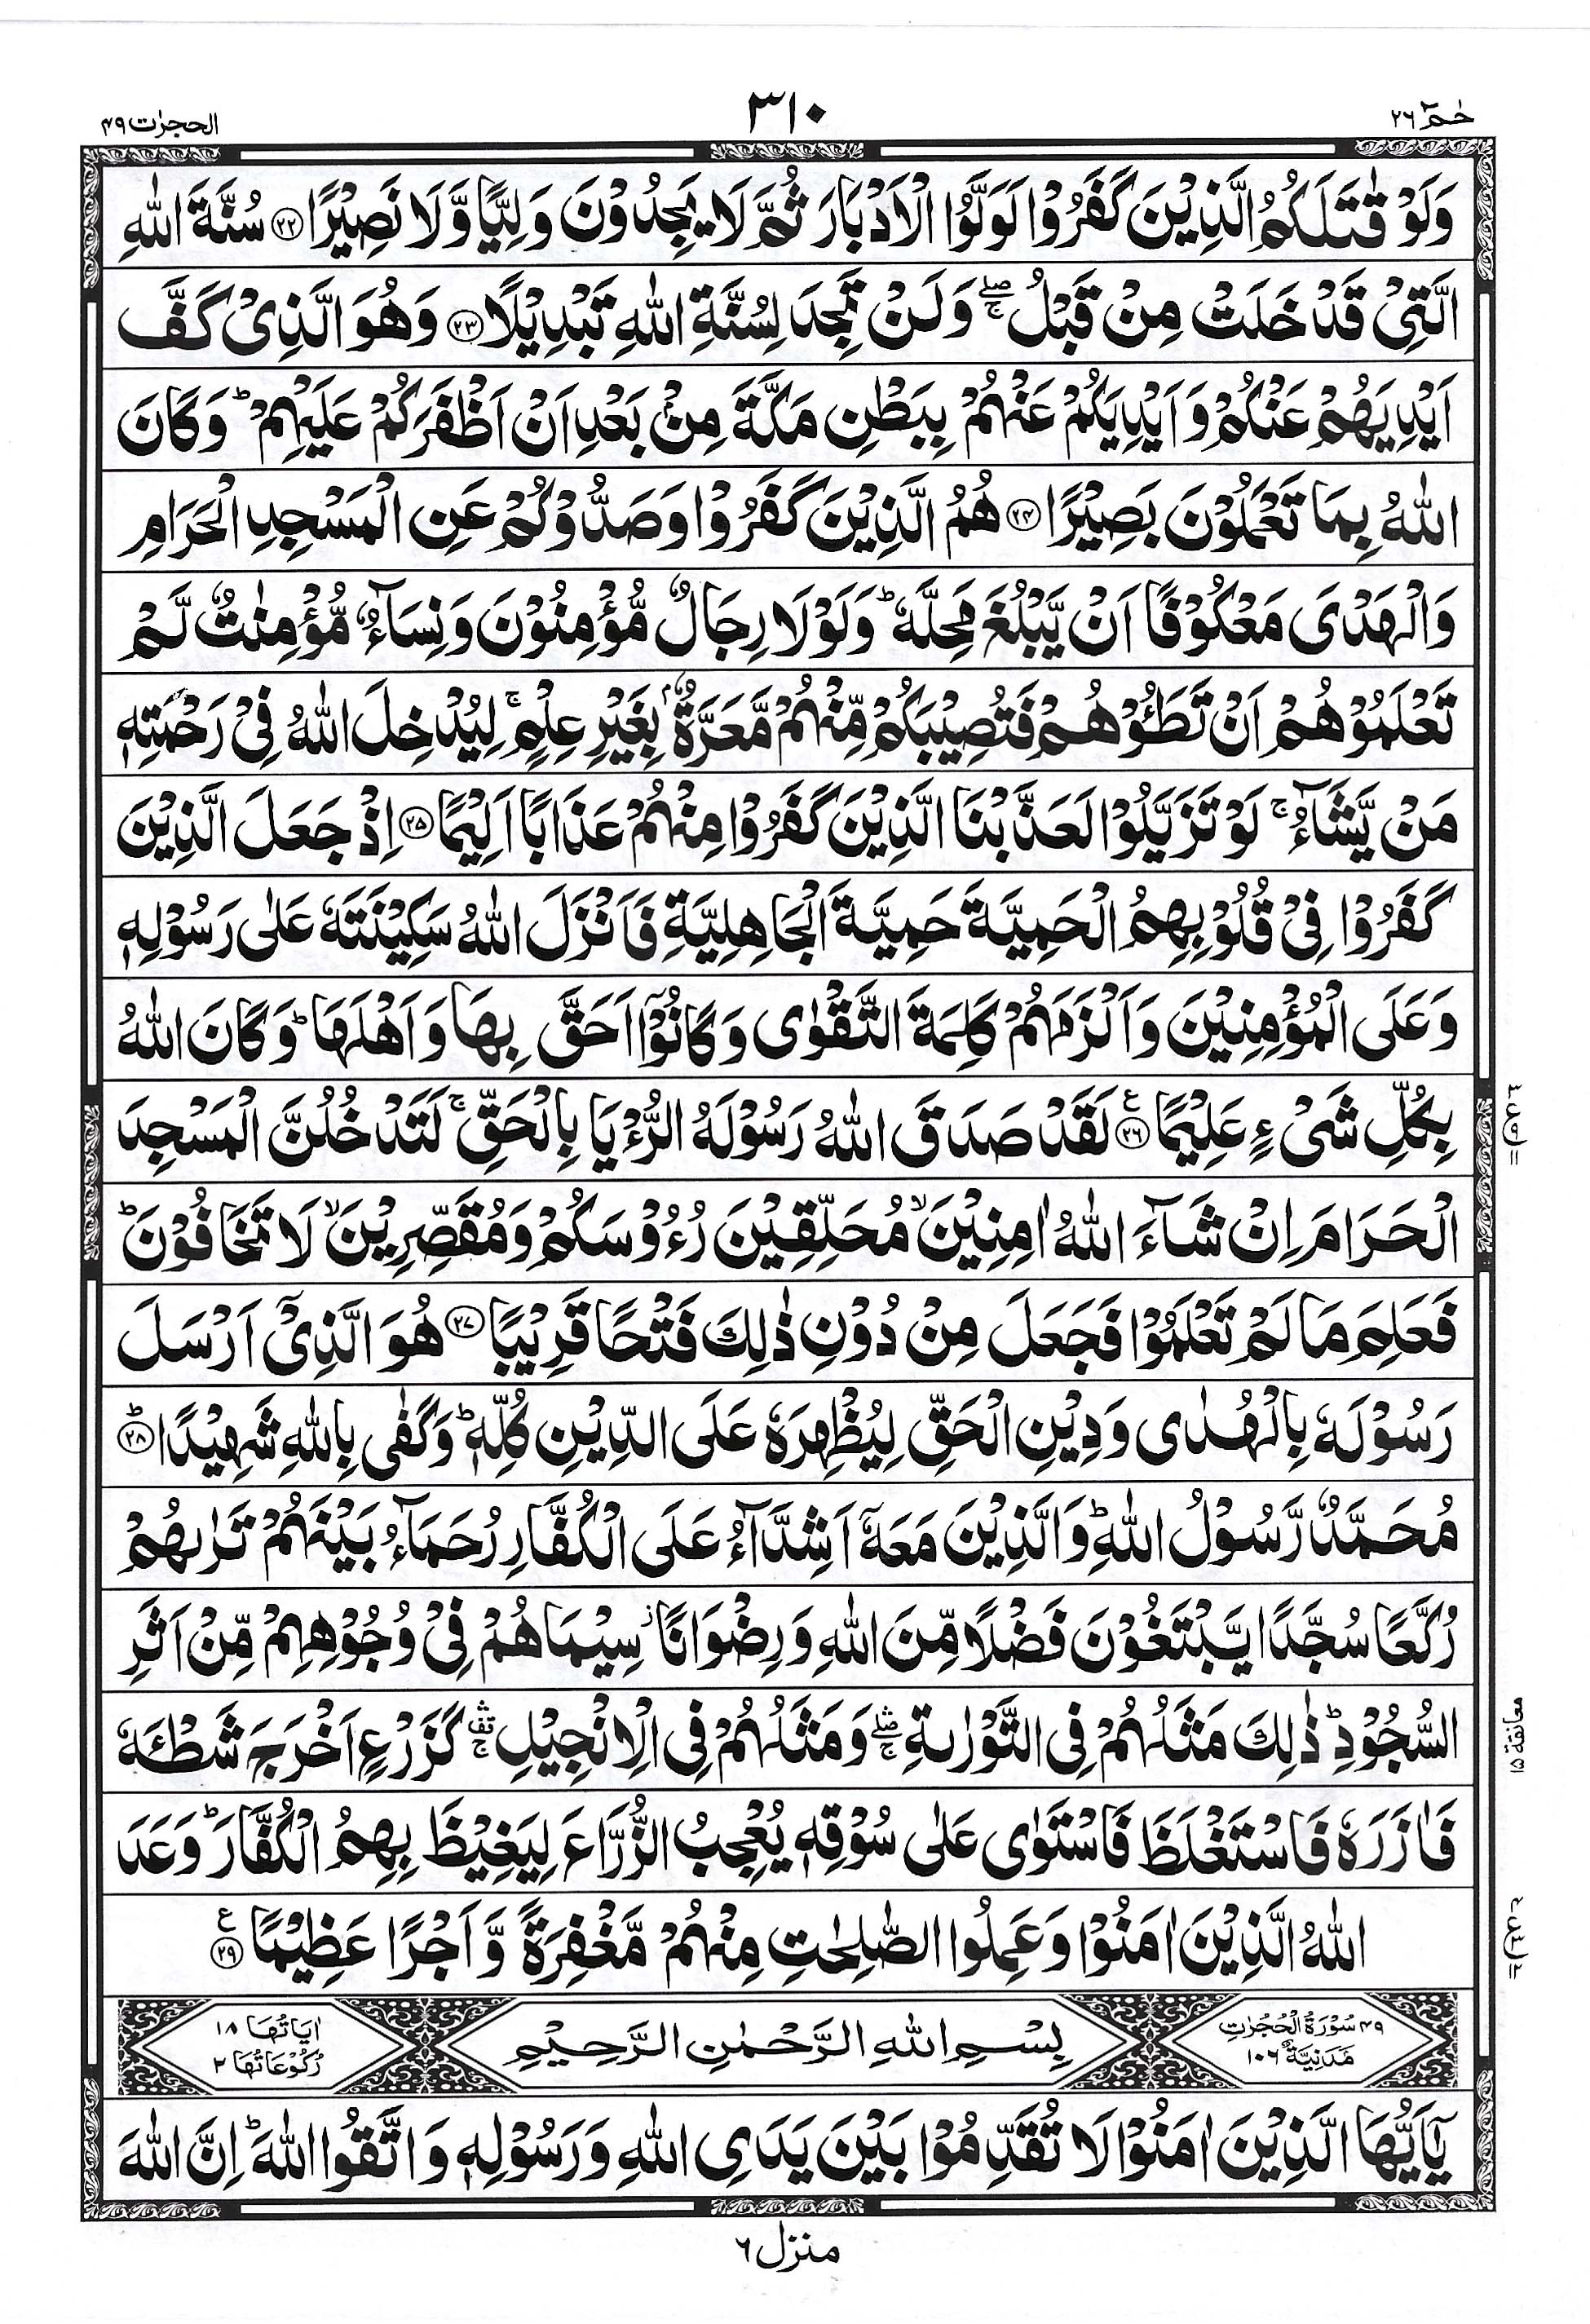 حٰمٓ ٢٦
٣١٠
الحجرٰت ٤٩
وَلَوْ قٰتَلَكُمُ الَّذِيْنَ كَفَرُوْا لَوَلَّوُا الْاَدْبَارَ ثُمَّ لَا يَجِدُوْنَ وَلِيًّا وَّلَا نَصِيْرًا ﴿٢٢﴾ سُنَّةَ اللّٰهِ
الَّتِيْ قَدْ خَلَتْ مِنْ قَبْلُ ۖۚ وَلَنْ تَجِدَ لِسُنَّةِ اللّٰهِ تَبْدِيْلًا ﴿٢٣﴾ وَهُوَ الَّذِيْ كَفَّ
اَيْدِيَهُمْ عَنْكُمْ وَاَيْدِيَكُمْ عَنْهُمْ بِبَطْنِ مَكَّةَ مِنْۢ بَعْدِ اَنْ اَظْفَرَكُمْ عَلَيْهِمْ ؕ وَكَانَ
اللّٰهُ بِمَا تَعْمَلُوْنَ بَصِيْرًا ﴿٢٤﴾ هُمُ الَّذِيْنَ كَفَرُوْا وَصَدُّوْكُمْ عَنِ الْمَسْجِدِ الْحَرَامِ
وَالْهَدْيَ مَعْكُوْفًا اَنْ يَّبْلُغَ مَحِلَّهٗ ؕ وَلَوْلَا رِجَالٌ مُّؤْمِنُوْنَ وَنِسَآءٌ مُّؤْمِنٰتٌ لَّمْ
تَعْلَمُوْهُمْ اَنْ تَطَـُٔوْهُمْ فَتُصِيْبَكُمْ مِّنْهُمْ مَّعَرَّةٌۢ بِغَيْرِ عِلْمٍ ۚ لِيُدْخِلَ اللّٰهُ فِيْ رَحْمَتِهٖ
مَنْ يَّشَآءُ ۚ لَوْ تَزَيَّلُوْا لَعَذَّبْنَا الَّذِيْنَ كَفَرُوْا مِنْهُمْ عَذَابًا اَلِيْمًا ﴿٢٥﴾ اِذْ جَعَلَ الَّذِيْنَ
كَفَرُوْا فِيْ قُلُوْبِهِمُ الْحَمِيَّةَ حَمِيَّةَ الْجَاهِلِيَّةِ فَاَنْزَلَ اللّٰهُ سَكِيْنَتَهٗ عَلٰى رَسُوْلِهٖ
وَعَلَى الْمُؤْمِنِيْنَ وَاَلْزَمَهُمْ كَلِمَةَ التَّقْوٰى وَكَانُوْٓا اَحَقَّ بِهَا وَاَهْلَهَا ؕ وَكَانَ اللّٰهُ
بِكُلِّ شَيْءٍ عَلِيْمًا ﴿٢٦﴾ ع لَقَدْ صَدَقَ اللّٰهُ رَسُوْلَهُ الرُّءْيَا بِالْحَقِّ ۚ لَتَدْخُلُنَّ الْمَسْجِدَ
الْحَرَامَ اِنْ شَآءَ اللّٰهُ اٰمِنِيْنَ ۙ مُحَلِّقِيْنَ رُءُوْسَكُمْ وَمُقَصِّرِيْنَ ۙ لَا تَخَافُوْنَ ؕ
فَعَلِمَ مَا لَمْ تَعْلَمُوْا فَجَعَلَ مِنْ دُوْنِ ذٰلِكَ فَتْحًا قَرِيْبًا ﴿٢٧﴾ هُوَ الَّذِيْٓ اَرْسَلَ
رَسُوْلَهٗ بِالْهُدٰى وَدِيْنِ الْحَقِّ لِيُظْهِرَهٗ عَلَى الدِّيْنِ كُلِّهٖ ؕ وَكَفٰى بِاللّٰهِ شَهِيْدًا ﴿٢٨﴾ ؕ
مُحَمَّدٌ رَّسُوْلُ اللّٰهِ ؕ وَالَّذِيْنَ مَعَهٗٓ اَشِدَّآءُ عَلَى الْكُفَّارِ رُحَمَآءُ بَيْنَهُمْ تَرٰىهُمْ
رُكَّعًا سُجَّدًا يَّبْتَغُوْنَ فَضْلًا مِّنَ اللّٰهِ وَرِضْوَانًا ؗ سِيْمَاهُمْ فِيْ وُجُوْهِهِمْ مِّنْ اَثَرِ
السُّجُوْدِ ؕ ذٰلِكَ مَثَلُهُمْ فِي التَّوْرٰىةِ ۛۖۚ وَمَثَلُهُمْ فِي الْاِنْجِيْلِ ۛۚ كَزَرْعٍ اَخْرَجَ شَطْـَٔهٗ
فَاٰزَرَهٗ فَاسْتَغْلَظَ فَاسْتَوٰى عَلٰى سُوْقِهٖ يُعْجِبُ الزُّرَّاعَ لِيَغِيْظَ بِهِمُ الْكُفَّارَ ؕ وَعَدَ
اللّٰهُ الَّذِيْنَ اٰمَنُوْا وَعَمِلُوا الصّٰلِحٰتِ مِنْهُمْ مَّغْفِرَةً وَّاَجْرًا عَظِيْمًا ﴿٢٩﴾ ع
٤٩ سُوْرَةُ الْحُجُرٰتِ
مَدَنِيَّةٌ ١٠٦
بِسْمِ اللّٰهِ الرَّحْمٰنِ الرَّحِيْمِ
اٰيَاتُهَا ١٨
رُكُوْعَاتُهَا ٢
يٰٓاَيُّهَا الَّذِيْنَ اٰمَنُوْا لَا تُقَدِّمُوْا بَيْنَ يَدَيِ اللّٰهِ وَرَسُوْلِهٖ وَاتَّقُوا اللّٰهَ ؕ اِنَّ اللّٰهَ
معانقة ١٥
منزل ٦